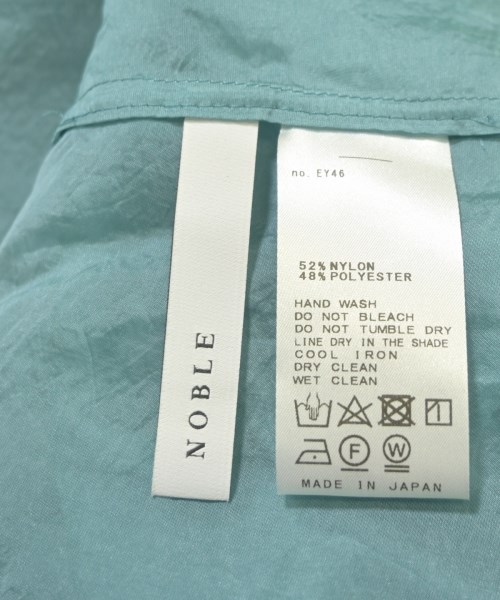 NOBLE
no. EY46
52% NYLON
48% POLYESTER
HAND WASH
DO NOT BLEACH
DO NOT TUMBLE DRY
LINE DRY IN THE SHADE
COOL IRON
DRY CLEAN
WET CLEAN
F W
MADE IN JAPAN